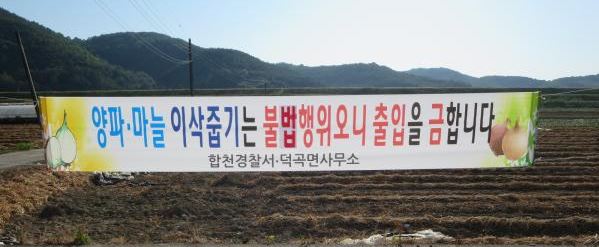 양파·마늘 이삭줍기는 불법행위오니 출입을 금합니다
합천경찰서·덕곡면사무소